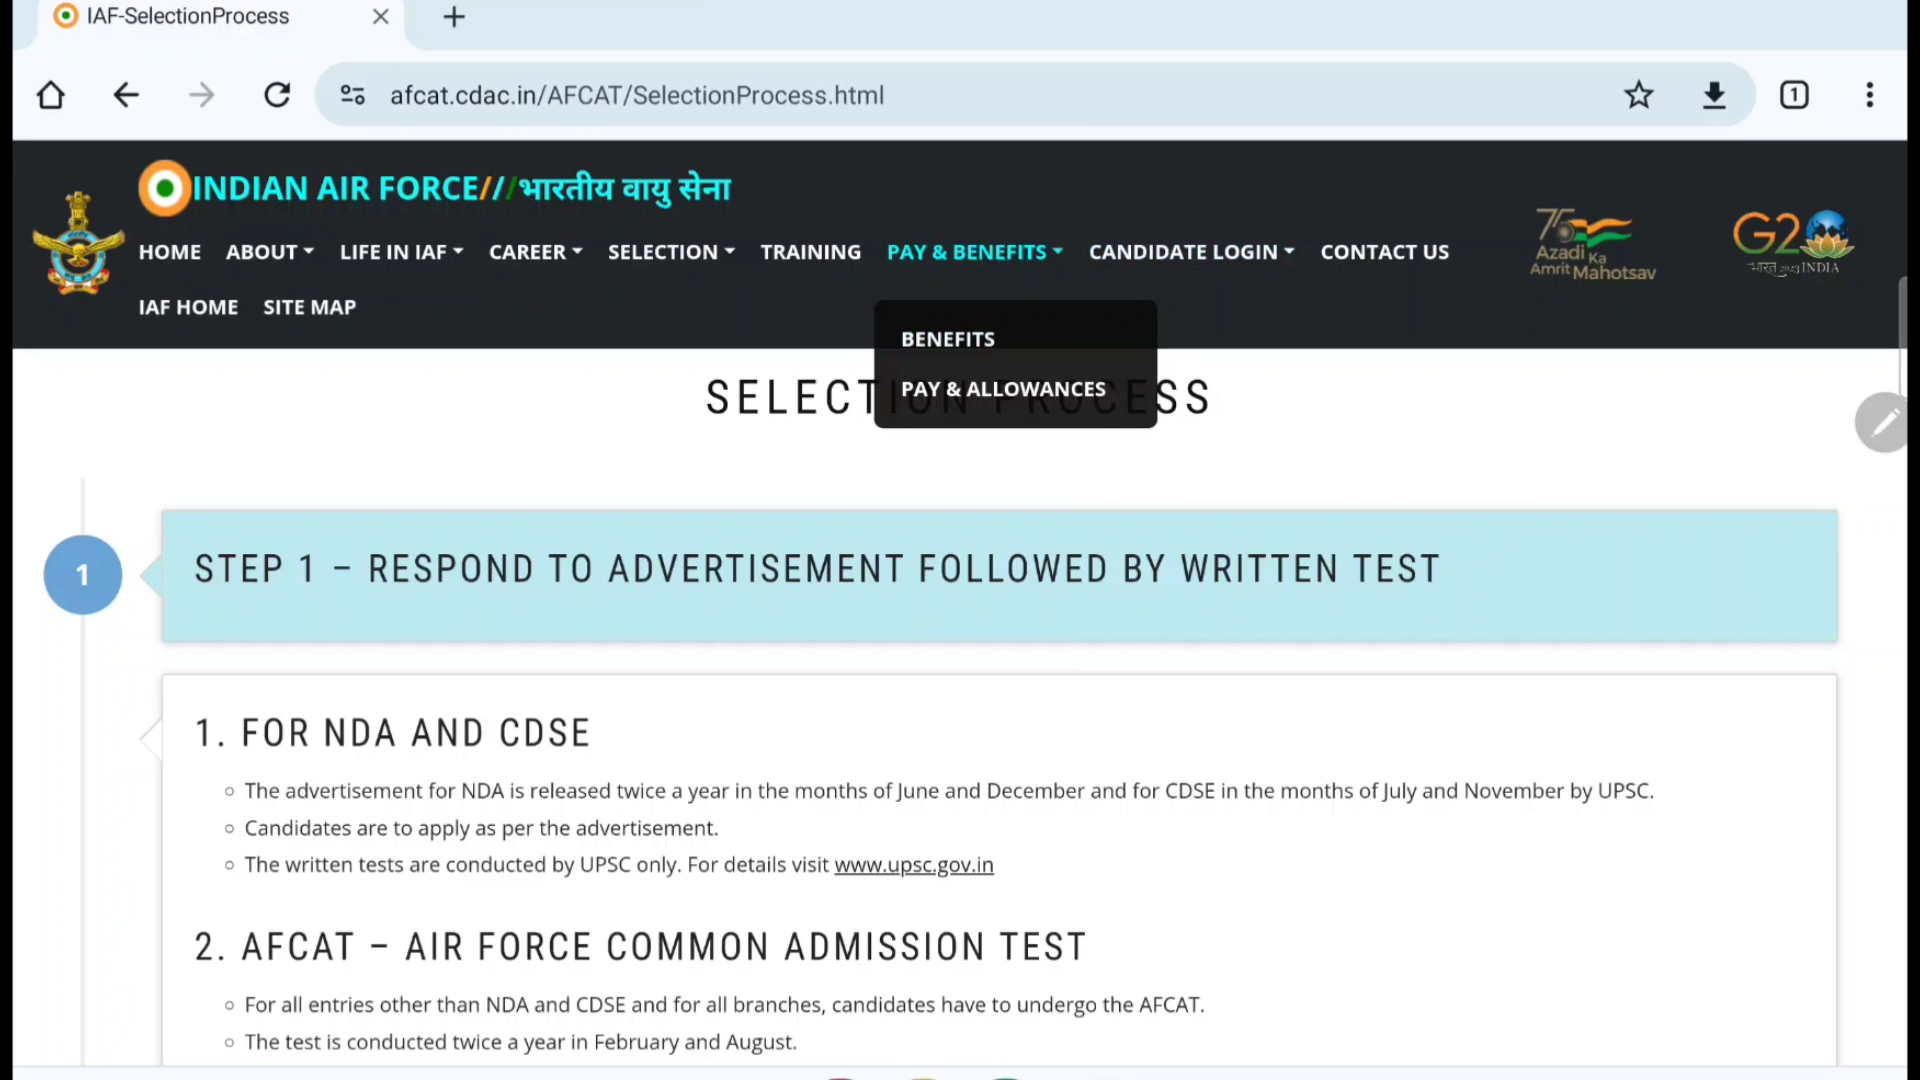 IAF-SelectionProcess
afcat.cdac.in/AFCAT/SelectionProcess.html
1
INDIAN AIR FORCE///भारतीय वायु सेना
HOME ABOUT LIFE IN IAF CAREER SELECTION TRAINING PAY & BENEFITS CANDIDATE LOGIN CONTACT US
IAF HOME SITE MAP
75
Azadi Ka
Amrit Mahotsav
G20
भारत 2023 INDIA
BENEFITS
PAY & ALLOWANCES
SELECTION PROCESS
1
STEP 1 – RESPOND TO ADVERTISEMENT FOLLOWED BY WRITTEN TEST
1. FOR NDA AND CDSE
The advertisement for NDA is released twice a year in the months of June and December and for CDSE in the months of July and November by UPSC.
Candidates are to apply as per the advertisement.
The written tests are conducted by UPSC only. For details visit www.upsc.gov.in
2. AFCAT – AIR FORCE COMMON ADMISSION TEST
For all entries other than NDA and CDSE and for all branches, candidates have to undergo the AFCAT.
The test is conducted twice a year in February and August.